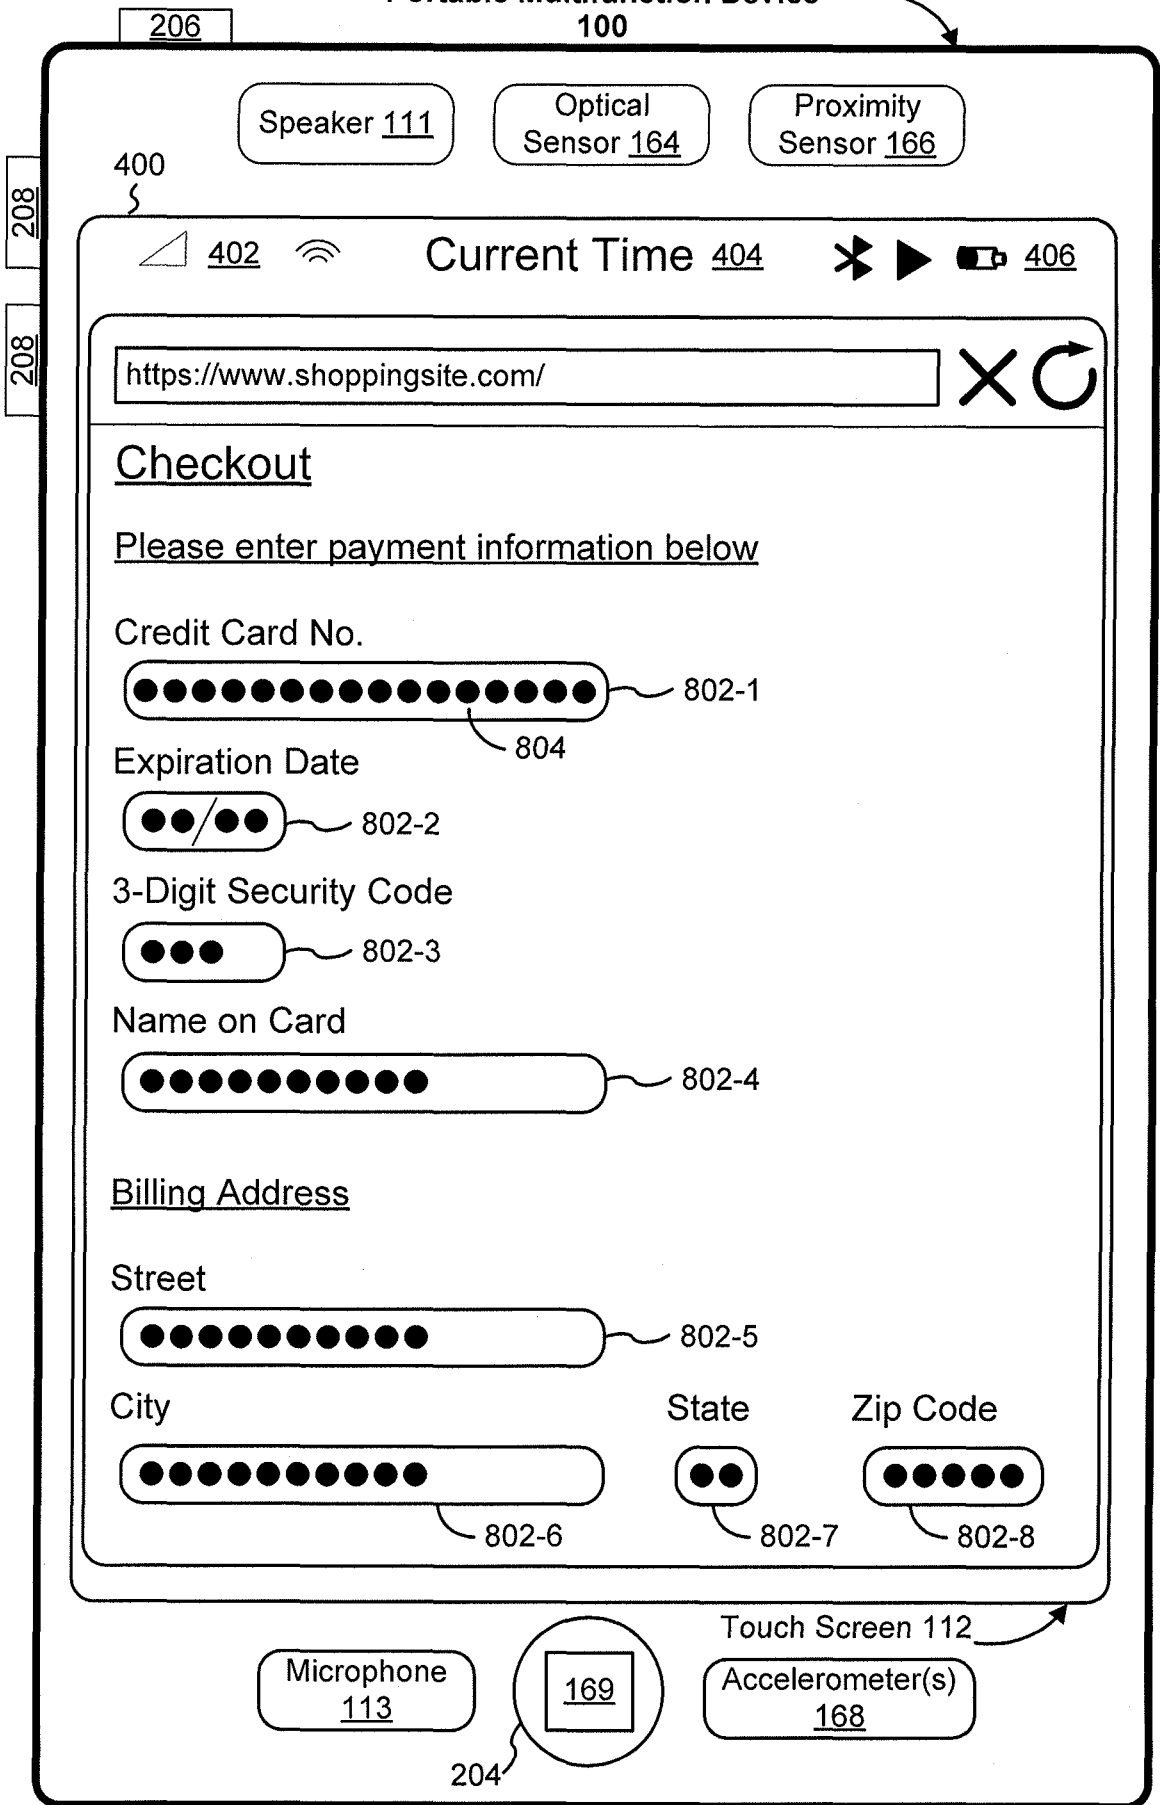 Portable Multifunction Device
100
206
Speaker 111
Optical
Sensor 164
Proximity
Sensor 166
400
208
402
Current Time 404
406
208
https://www.shoppingsite.com/
Checkout
Please enter payment information below
Credit Card No.
802-1
804
Expiration Date
802-2
3-Digit Security Code
802-3
Name on Card
802-4
Billing Address
Street
802-5
City
State
Zip Code
802-6
802-7
802-8
Touch Screen 112
Microphone
113
169
Accelerometer(s)
168
204